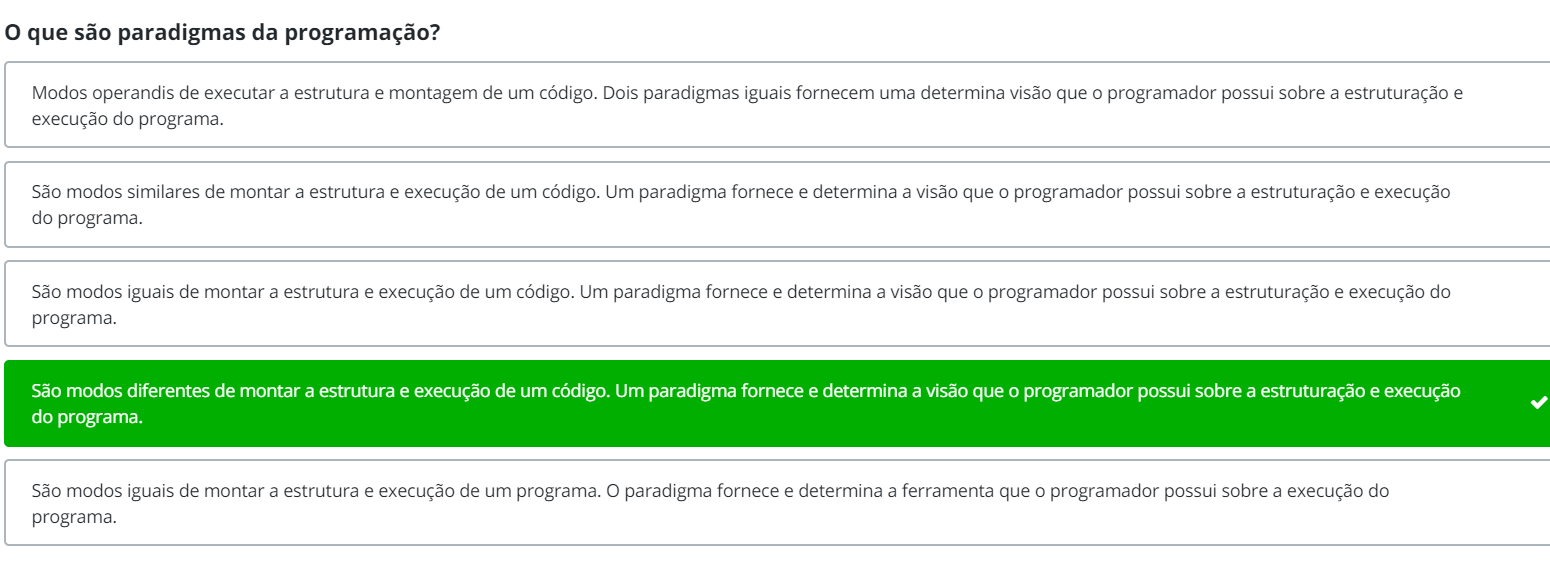 O que são paradigmas da programação?
Modos operandis de executar a estrutura e montagem de um código. Dois paradigmas iguais fornecem uma determina visão que o programador possui sobre a estruturação e
execução do programa.
São modos similares de montar a estrutura e execução de um código. Um paradigma fornece e determina a visão que o programador possui sobre a estruturação e execução
do programa.
São modos iguais de montar a estrutura e execução de um código. Um paradigma fornece e determina a visão que o programador possui sobre a estruturação e execução do
programa.
São modos diferentes de montar a estrutura e execução de um código. Um paradigma fornece e determina a visão que o programador possui sobre a estruturação e execução
do programa.
São modos iguais de montar a estrutura e execução de um programa. O paradigma fornece e determina a ferramenta que o programador possui sobre a execução do
programa.